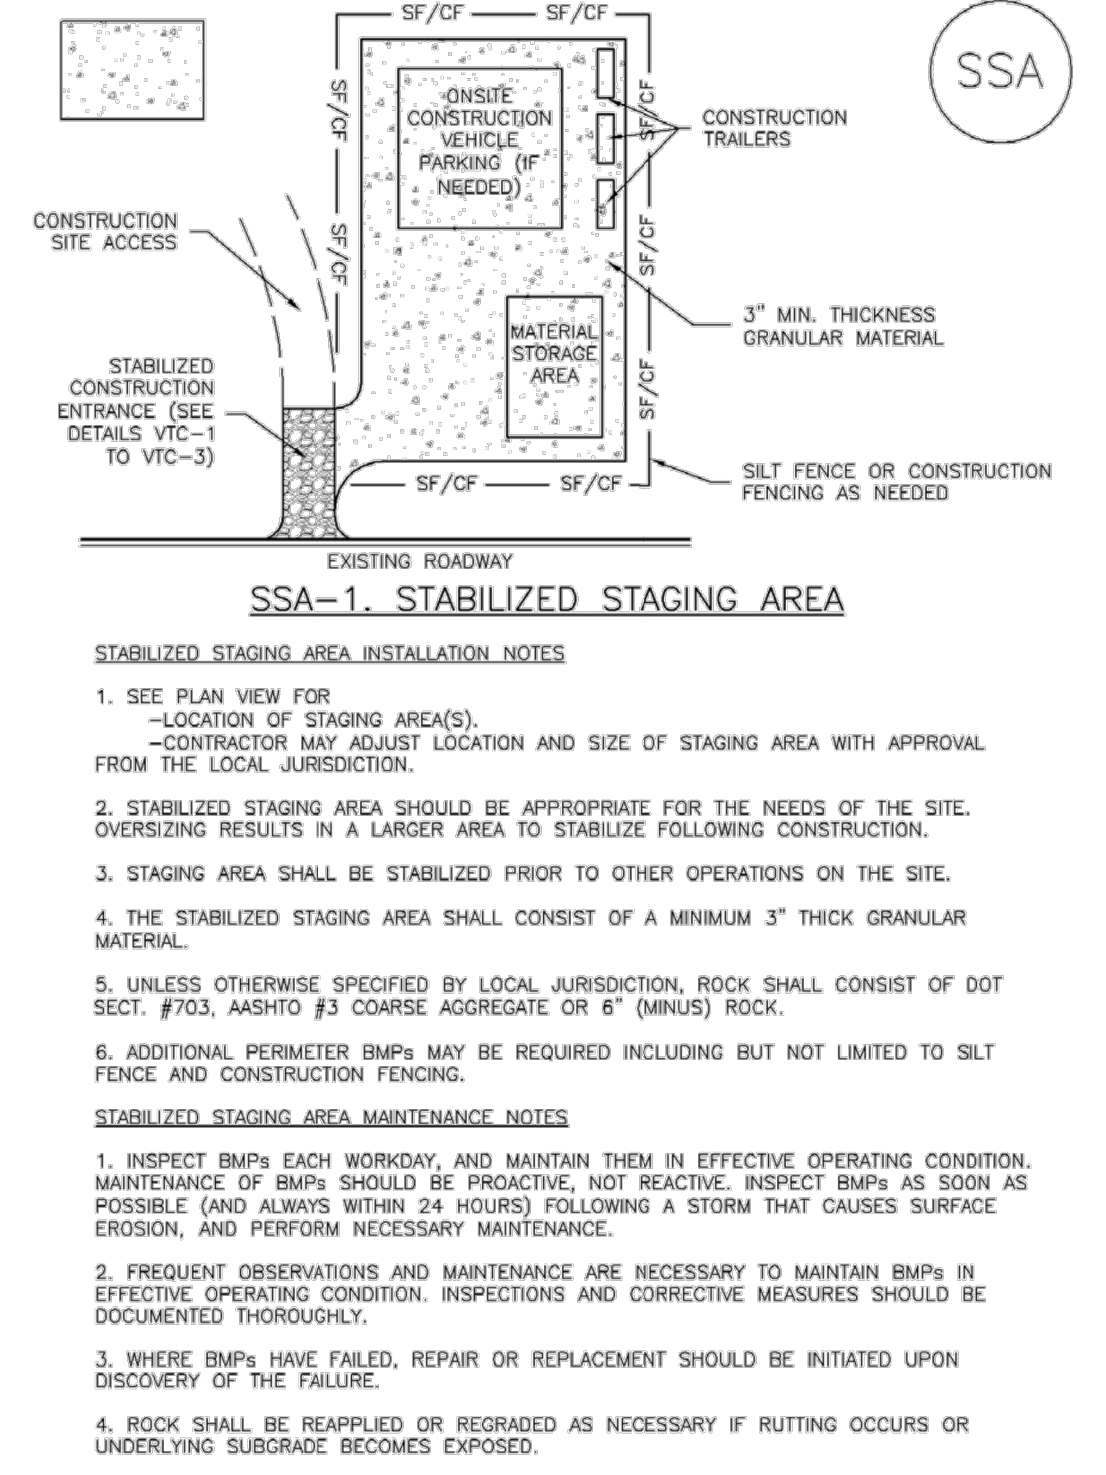 SF/CF
SF/CF
SSA
SF/CF
SF/CF
ONSITE
CONSTRUCTION
VEHICLE
PARKING (IF
NEEDED)
SF/CF
CONSTRUCTION
TRAILERS
CONSTRUCTION
SITE ACCESS
SF/CF
SF/CF
3" MIN. THICKNESS
GRANULAR MATERIAL
MATERIAL
STORAGE
AREA
STABILIZED
CONSTRUCTION
ENTRANCE (SEE
DETAILS VTC-1
TO VTC-3)
SF/CF
SF/CF
SF/CF
SILT FENCE OR CONSTRUCTION
FENCING AS NEEDED
EXISTING ROADWAY
SSA-1. STABILIZED STAGING AREA
STABILIZED STAGING AREA INSTALLATION NOTES
1. SEE PLAN VIEW FOR
-LOCATION OF STAGING AREA(S).
-CONTRACTOR MAY ADJUST LOCATION AND SIZE OF STAGING AREA WITH APPROVAL
FROM THE LOCAL JURISDICTION.
2. STABILIZED STAGING AREA SHOULD BE APPROPRIATE FOR THE NEEDS OF THE SITE.
OVERSIZING RESULTS IN A LARGER AREA TO STABILIZE FOLLOWING CONSTRUCTION.
3. STAGING AREA SHALL BE STABILIZED PRIOR TO OTHER OPERATIONS ON THE SITE.
4. THE STABILIZED STAGING AREA SHALL CONSIST OF A MINIMUM 3" THICK GRANULAR
MATERIAL.
5. UNLESS OTHERWISE SPECIFIED BY LOCAL JURISDICTION, ROCK SHALL CONSIST OF DOT
SECT. #703, AASHTO #3 COARSE AGGREGATE OR 6" (MINUS) ROCK.
6. ADDITIONAL PERIMETER BMPs MAY BE REQUIRED INCLUDING BUT NOT LIMITED TO SILT
FENCE AND CONSTRUCTION FENCING.
STABILIZED STAGING AREA MAINTENANCE NOTES
1. INSPECT BMPs EACH WORKDAY, AND MAINTAIN THEM IN EFFECTIVE OPERATING CONDITION.
MAINTENANCE OF BMPs SHOULD BE PROACTIVE, NOT REACTIVE. INSPECT BMPs AS SOON AS
POSSIBLE (AND ALWAYS WITHIN 24 HOURS) FOLLOWING A STORM THAT CAUSES SURFACE
EROSION, AND PERFORM NECESSARY MAINTENANCE.
2. FREQUENT OBSERVATIONS AND MAINTENANCE ARE NECESSARY TO MAINTAIN BMPs IN
EFFECTIVE OPERATING CONDITION. INSPECTIONS AND CORRECTIVE MEASURES SHOULD BE
DOCUMENTED THOROUGHLY.
3. WHERE BMPs HAVE FAILED, REPAIR OR REPLACEMENT SHOULD BE INITIATED UPON
DISCOVERY OF THE FAILURE.
4. ROCK SHALL BE REAPPLIED OR REGRADED AS NECESSARY IF RUTTING OCCURS OR
UNDERLYING SUBGRADE BECOMES EXPOSED.